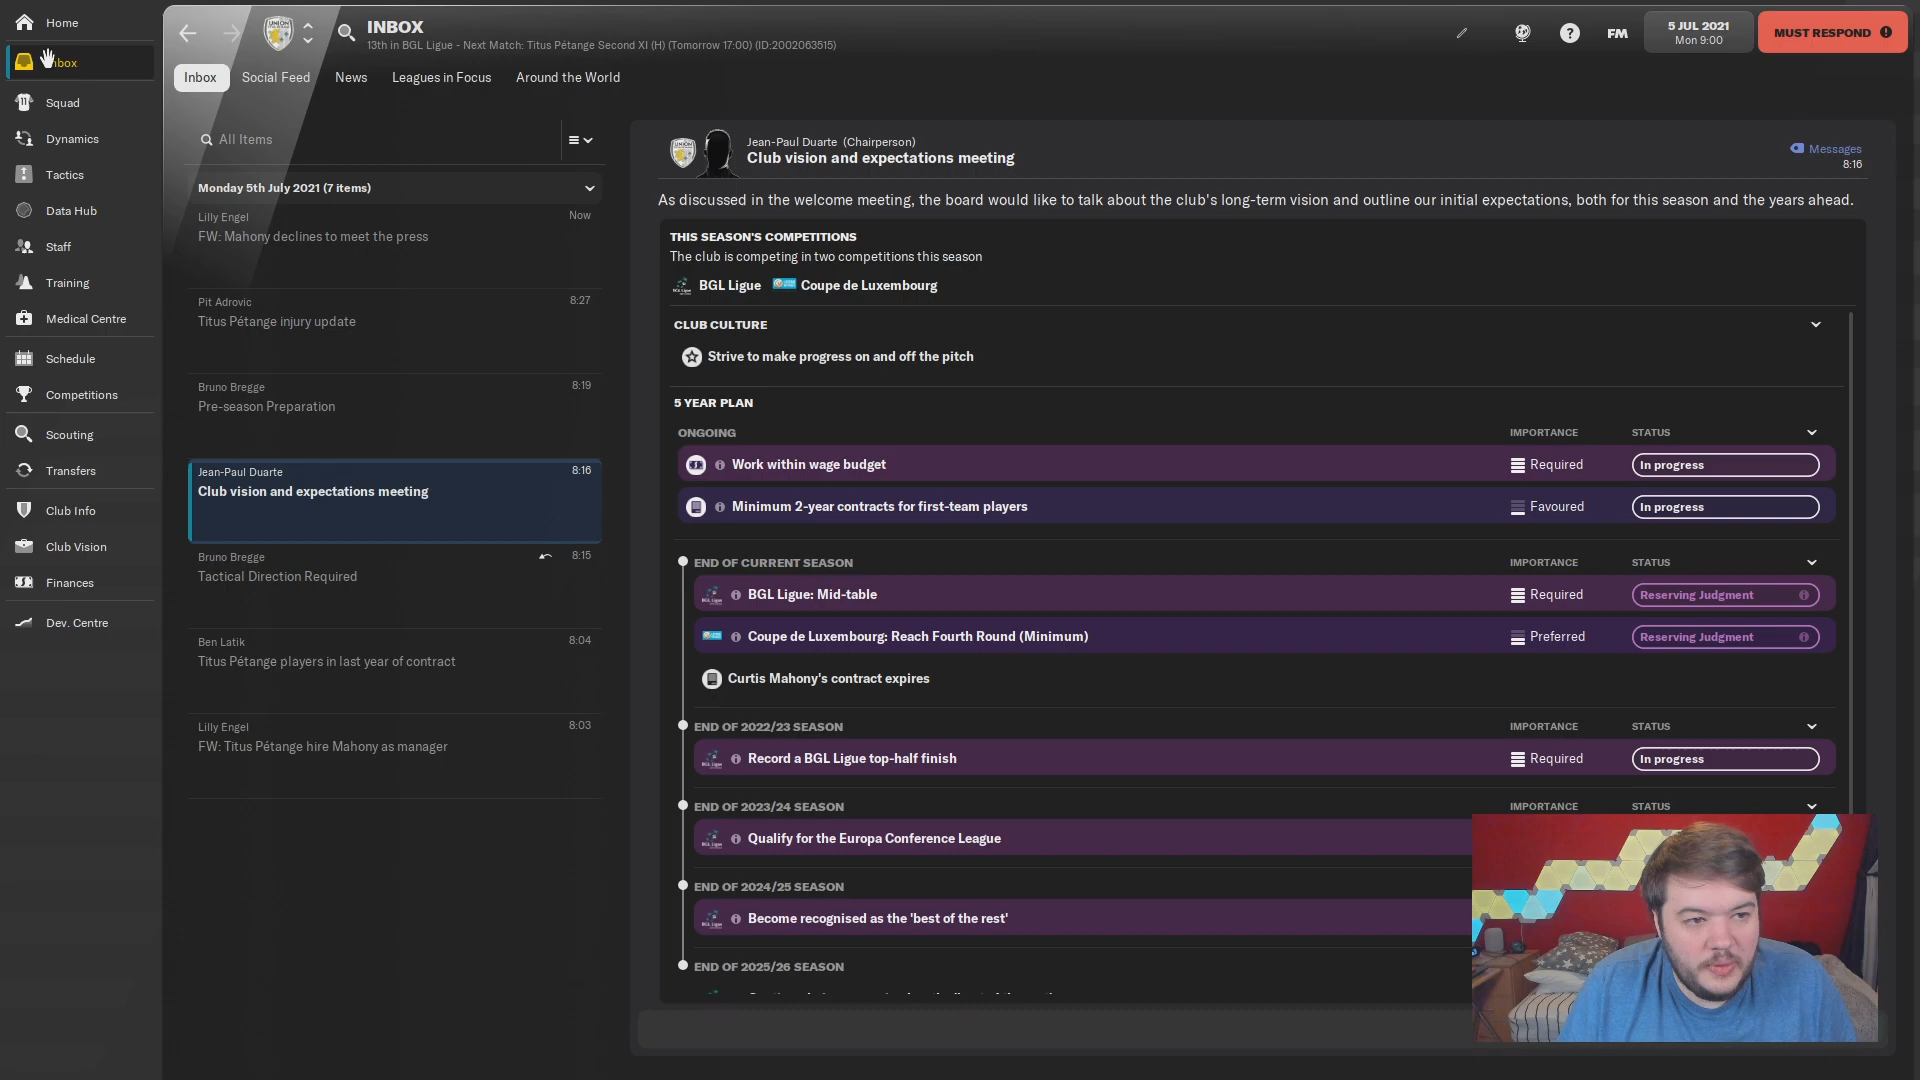 Home
Inbox
Squad
Dynamics
Tactics
Data Hub
Staff
Training
Medical Centre
Schedule
Competitions
Scouting
Transfers
Club Info
Club Vision
Finances
Dev. Centre
INBOX
13th in BGL Ligue - Next Match: Titus Pétange Second XI (H) (Tomorrow 17:00) (ID:2002063515)
FM
5 JUL 2021
Mon 9:00
MUST RESPOND
Inbox Social Feed News Leagues in Focus Around the World
All Items
Monday 5th July 2021 (7 items)
Lilly Engel Now
FW: Mahony declines to meet the press
Pit Adrovic 8:27
Titus Pétange injury update
Bruno Bregge 8:19
Pre-season Preparation
Jean-Paul Duarte 8:16
Club vision and expectations meeting
Bruno Bregge 8:15
Tactical Direction Required
Ben Latik 8:04
Titus Pétange players in last year of contract
Lilly Engel 8:03
FW: Titus Pétange hire Mahony as manager
Jean-Paul Duarte (Chairperson)
Club vision and expectations meeting
Messages
8:16
As discussed in the welcome meeting, the board would like to talk about the club's long-term vision and outline our initial expectations, both for this season and the years ahead.
THIS SEASON'S COMPETITIONS
The club is competing in two competitions this season
BGL Ligue Coupe de Luxembourg
CLUB CULTURE
Strive to make progress on and off the pitch
5 YEAR PLAN
ONGOING IMPORTANCE STATUS
Work within wage budget Required In progress
Minimum 2-year contracts for first-team players Favoured In progress
END OF CURRENT SEASON IMPORTANCE STATUS
BGL Ligue: Mid-table Required Reserving Judgment
Coupe de Luxembourg: Reach Fourth Round (Minimum) Preferred Reserving Judgment
Curtis Mahony's contract expires
END OF 2022/23 SEASON IMPORTANCE STATUS
Record a BGL Ligue top-half finish Required In progress
END OF 2023/24 SEASON IMPORTANCE STATUS
Qualify for the Europa Conference League
END OF 2024/25 SEASON
Become recognised as the 'best of the rest'
END OF 2025/26 SEASON